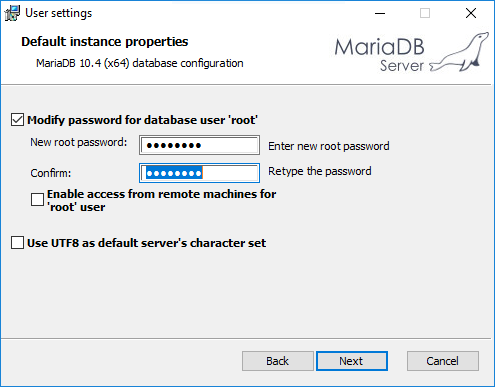 User settings
Default instance properties
MariaDB 10.4 (x64) database configuration
MariaDB
Server
Modify password for database user 'root'
New root password: ●●●●●●●● Enter new root password
Confirm: ●●●●●●●● Retype the password
Enable access from remote machines for
'root' user
Use UTF8 as default server's character set
Back Next Cancel